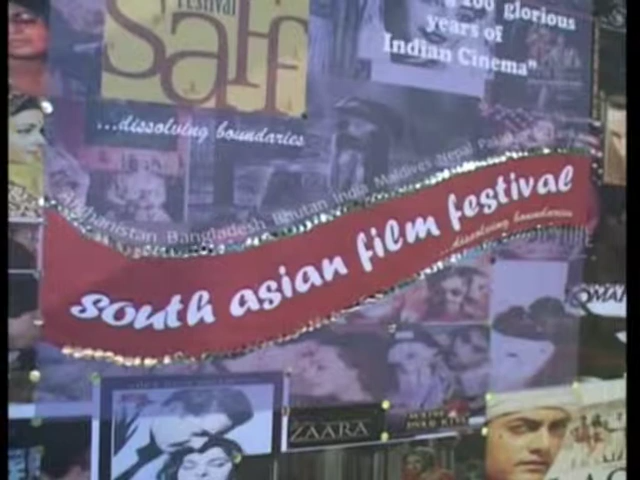 Festival
saff
100 glorious
years of
Indian Cinema"
...dissolving boundaries
Afghanistan Bangladesh Bhutan India Maldives Nepal
south asian film festival
...dissolving boundaries
ZAARA